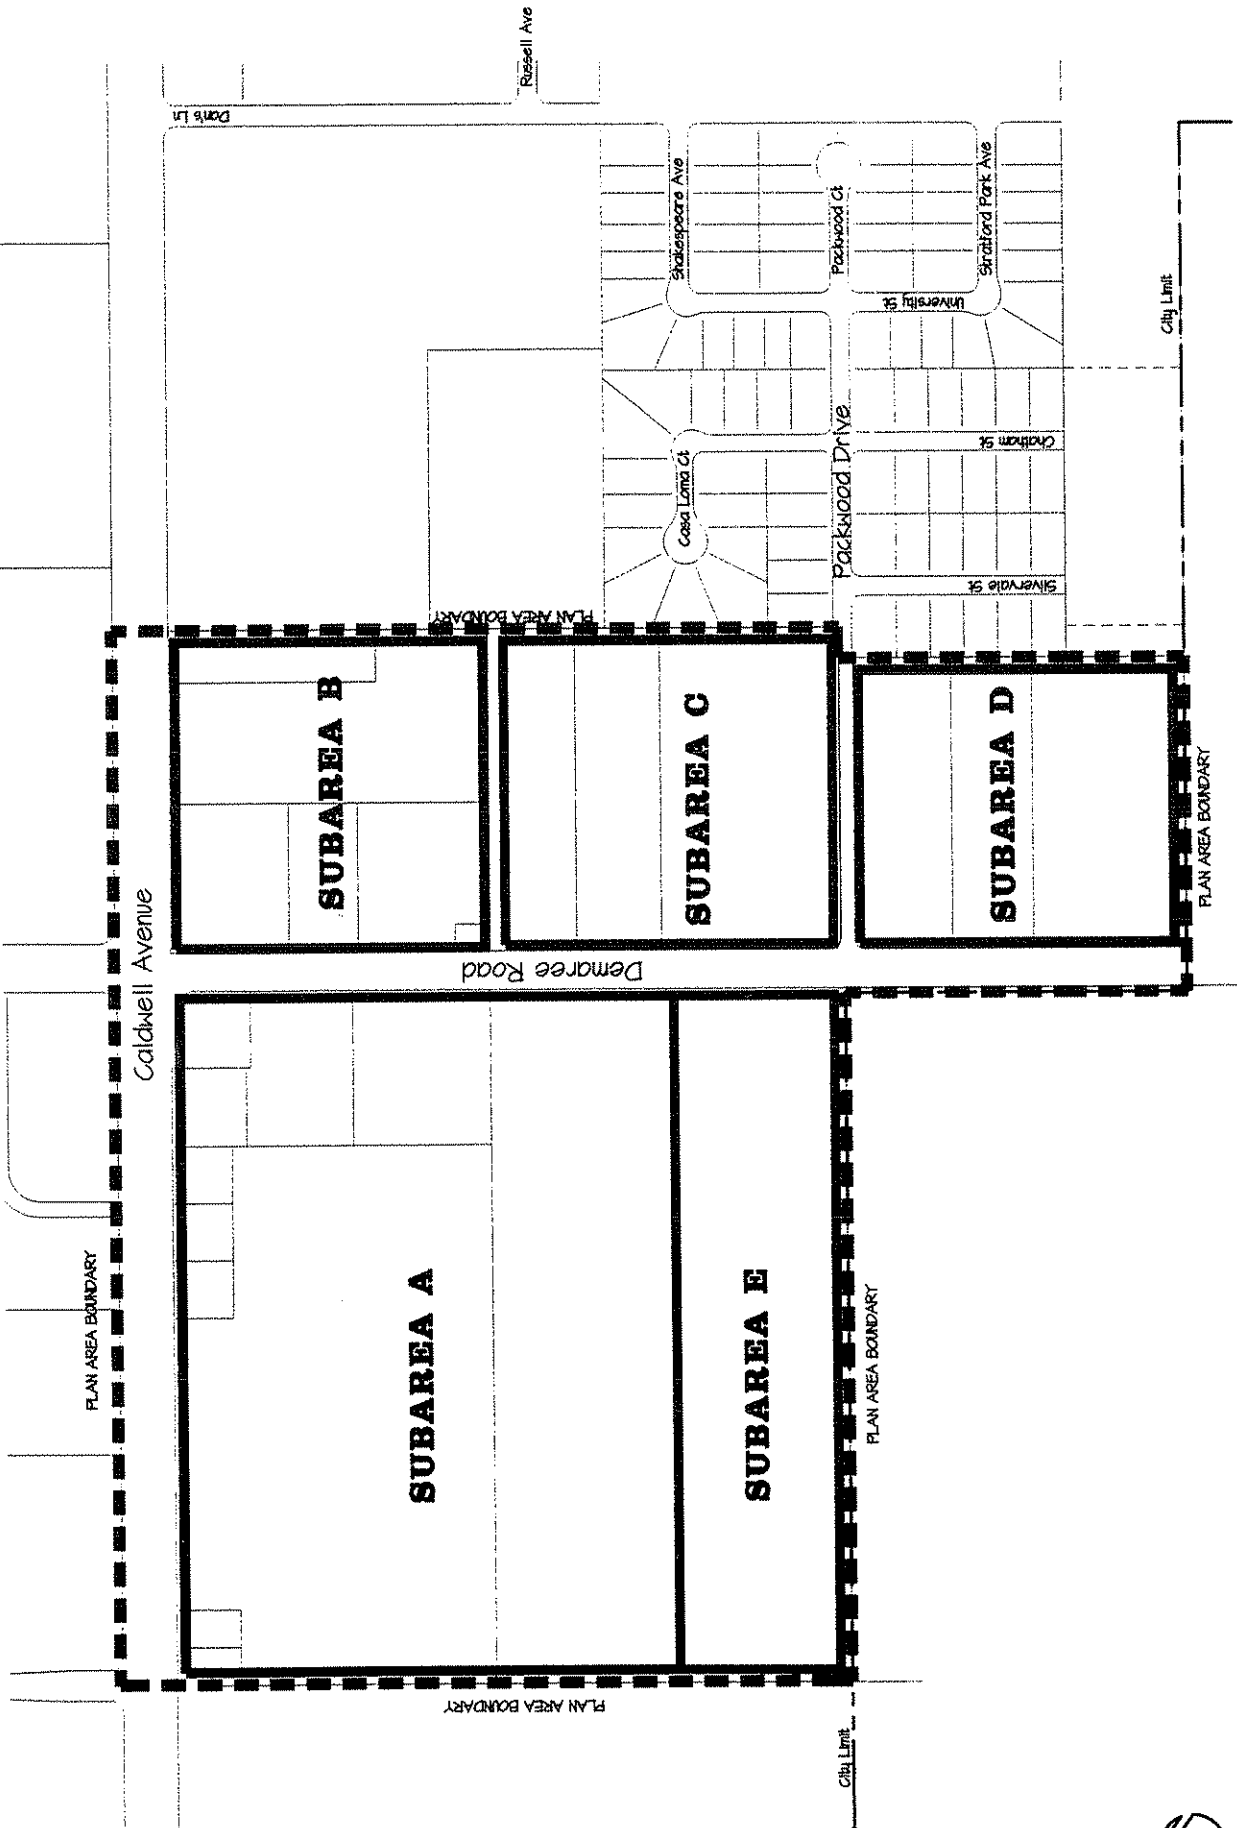 Russell Ave
Dan's Ln
Shakespeare Ave
Packwood Ct
Stratford Park Ave
University St
City Limit
Packwood Drive
Chatham St
Casa Loma Ct
Silvervale St
PLAN AREA BOUNDARY
SUBAREA B
SUBAREA C
SUBAREA D
PLAN AREA BOUNDARY
Caldwell Avenue
Demaree Road
PLAN AREA BOUNDARY
SUBAREA A
SUBAREA E
PLAN AREA BOUNDARY
PLAN AREA BOUNDARY
City Limit